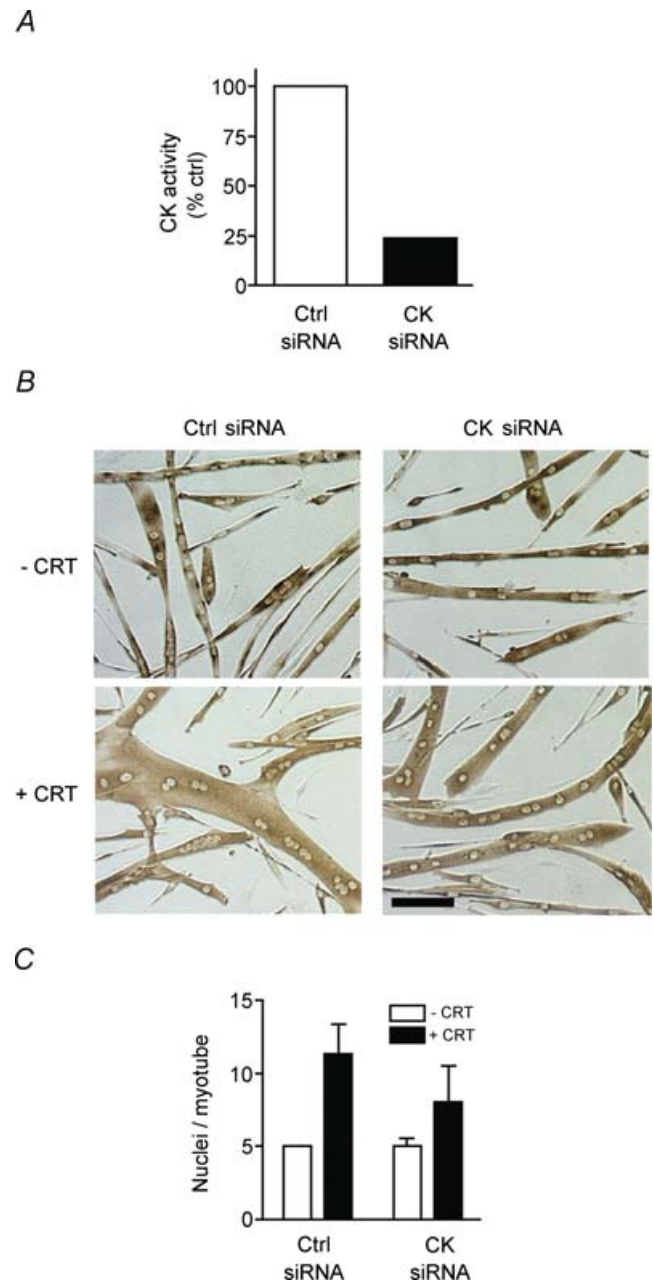 A
CK activity
(% ctrl)
100
75
50
25
0
Ctrl
siRNA
CK
siRNA
B
Ctrl siRNA
CK siRNA
- CRT
+ CRT
C
Nuclei / myotube
15
10
5
0
- CRT
+ CRT
Ctrl
siRNA
CK
siRNA